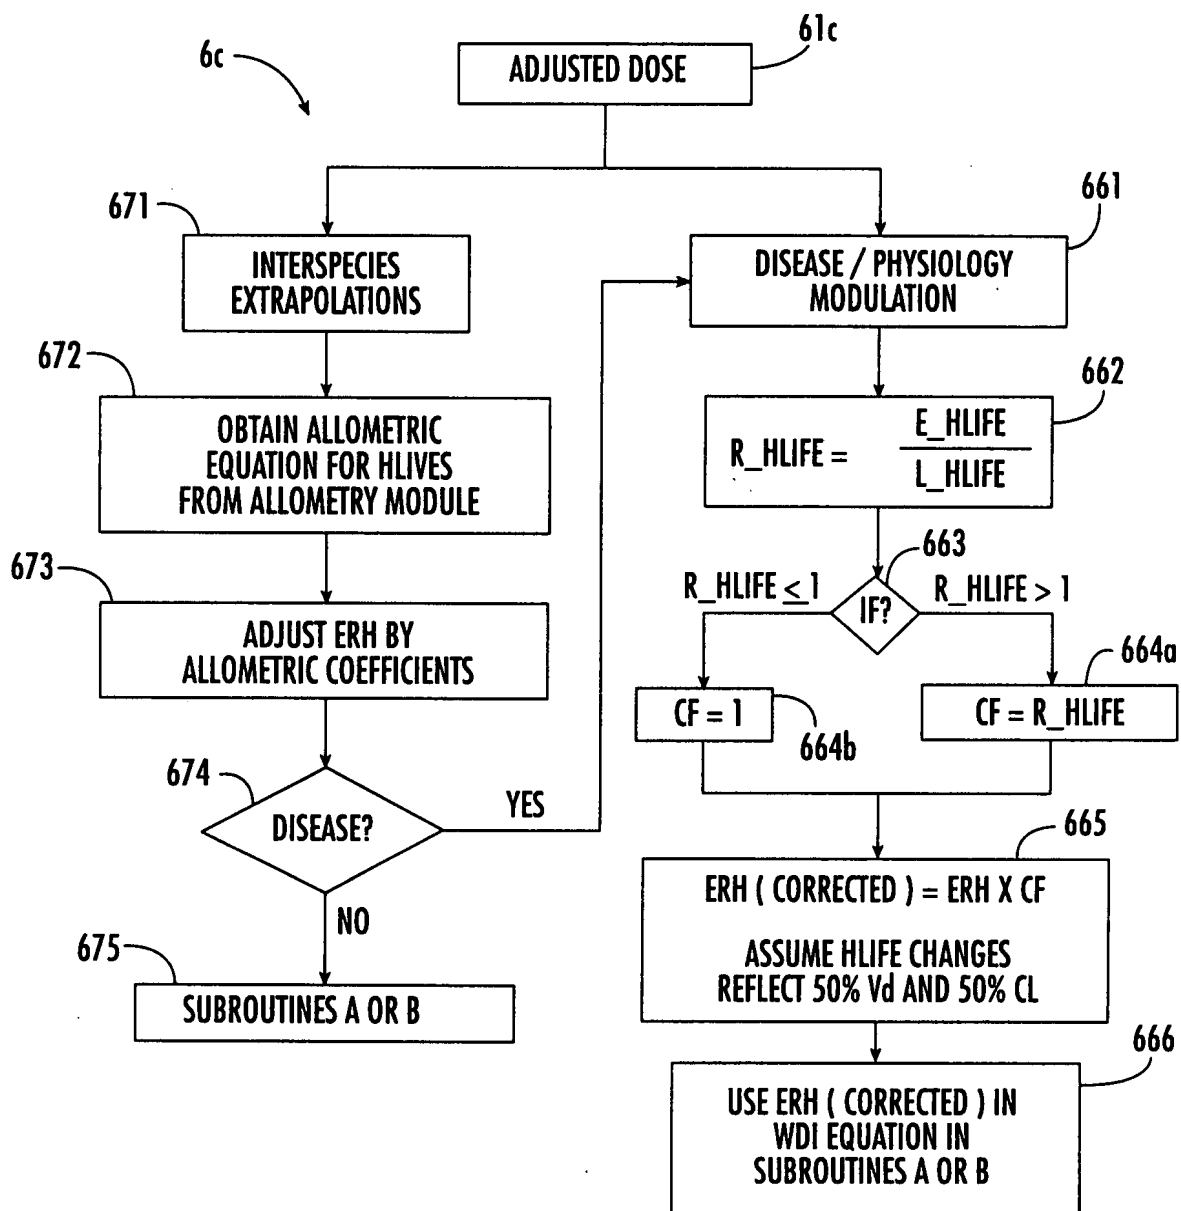 61c
6c
ADJUSTED DOSE
671
661
INTERSPECIES
EXTRAPOLATIONS
DISEASE / PHYSIOLOGY
MODULATION
672
662
OBTAIN ALLOMETRIC
EQUATION FOR HLIVES
FROM ALLOMETRY MODULE
R_HLIFE =
E_HLIFE
L_HLIFE
673
663
R_HLIFE ≤ 1
IF?
R_HLIFE > 1
ADJUST ERH BY
ALLOMETRIC COEFFICIENTS
664a
CF = 1
664b
CF = R_HLIFE
674
DISEASE?
YES
NO
665
ERH ( CORRECTED ) = ERH X CF
ASSUME HLIFE CHANGES
REFLECT 50% Vd AND 50% CL
675
SUBROUTINES A OR B
666
USE ERH ( CORRECTED ) IN
WDI EQUATION IN
SUBROUTINES A OR B